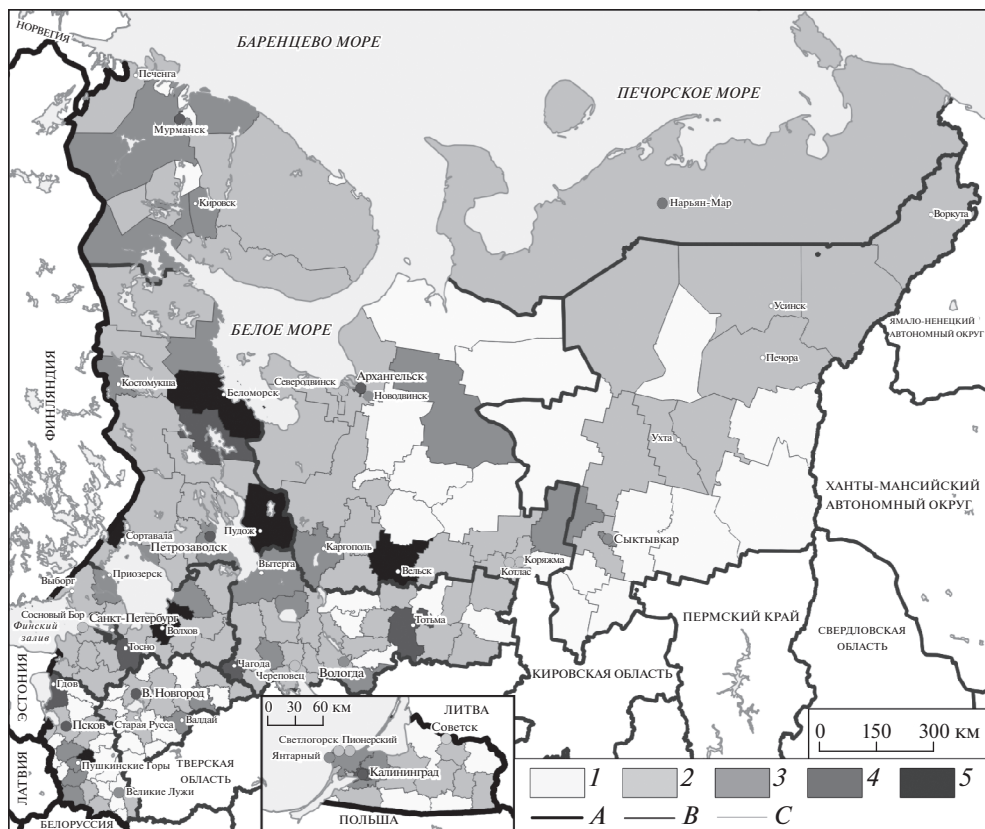 НОРВЕГИЯ
БАРЕНЦЕВО МОРЕ
Печенга
ПЕЧОРСКОЕ МОРЕ
Мурманск
Кировск
Нарьян-Мар
Воркута
Усинск
БЕЛОЕ МОРЕ
ЯМАЛО-НЕНЕЦКИЙ
АВТОНОМНЫЙ ОКРУГ
Печора
ФИНЛЯНДИЯ
Костомукша
Беломорск
Северодвинск
Архангельск
Новодвинск
Ухта
ХАНТЫ-МАНСИЙСКИЙ
АВТОНОМНЫЙ ОКРУГ
Сортавала
Петрозаводск
Пудож
Каргополь
Сыктывкар
Коряжма
Котлас
Вельск
Выборг
Приозерск
Вытегра
Сосновый Бор
Санкт-Петербург
Финский
залив
Волхов
Тотьма
ПЕРМСКИЙ КРАЙ
СВЕРДЛОВСКАЯ
ОБЛАСТЬ
Тосно
ЭСТОНИЯ
Гдов
Чагода
Череповец
Вологда
КИРОВСКАЯ ОБЛАСТЬ
В. Новгород
Псков
Старая Русса
Валдай
0 30 60 КМ
ЛИТВА
Советск
Светлогорск
Пионерский
Янтарный
Калининград
0 150 300 КМ
ЛАТВИЯ
Пушкинские Горы
ТВЕРСКАЯ
ОБЛАСТЬ
Великие Лужи
БЕЛОРУССИЯ
ПОЛЬША
1 2 3 4 5
A B C